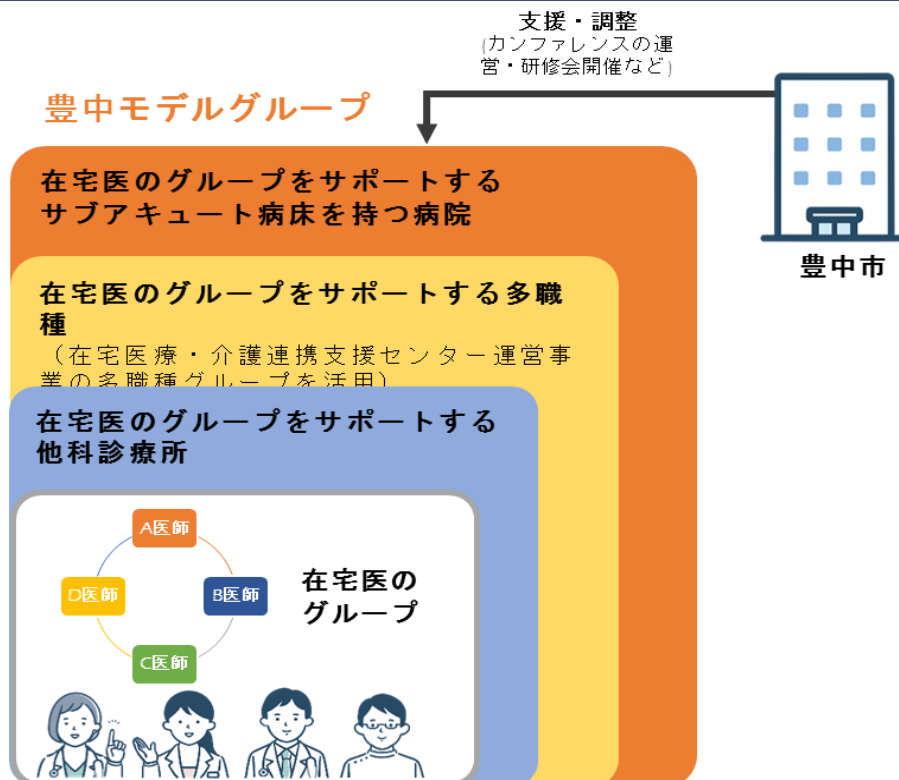 支援・調整
(カンファレンスの運
営・研修会開催など)
豊中モデルグループ
豊中市
在宅医のグループをサポートする
サブアキュート病床を持つ病院
在宅医のグループをサポートする多職
種
（在宅医療・介護連携支援センター運営事
業の多職種グループを活用）
在宅医のグループをサポートする
他科診療所
A医師
D医師
B医師
C医師
在宅医の
グループ